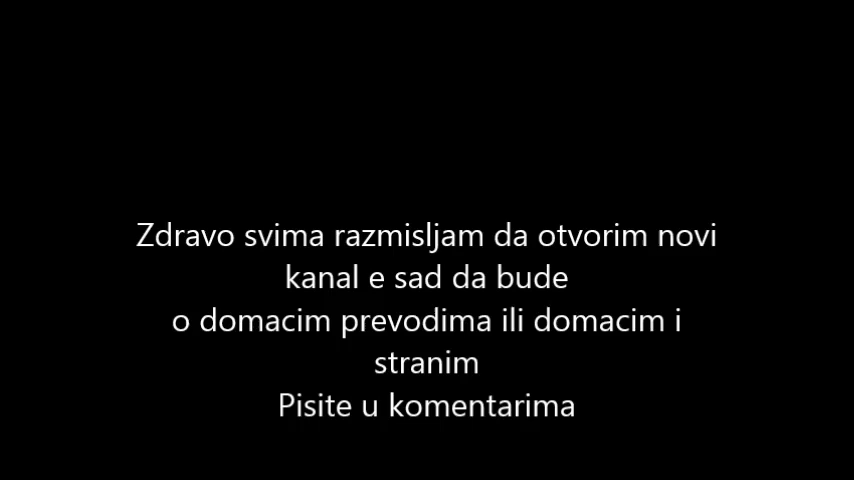 Zdravo svima razmisljam da otvorim novi
kanal e sad da bude
o domacim prevodima ili domacim i
stranim
Pisite u komentarima